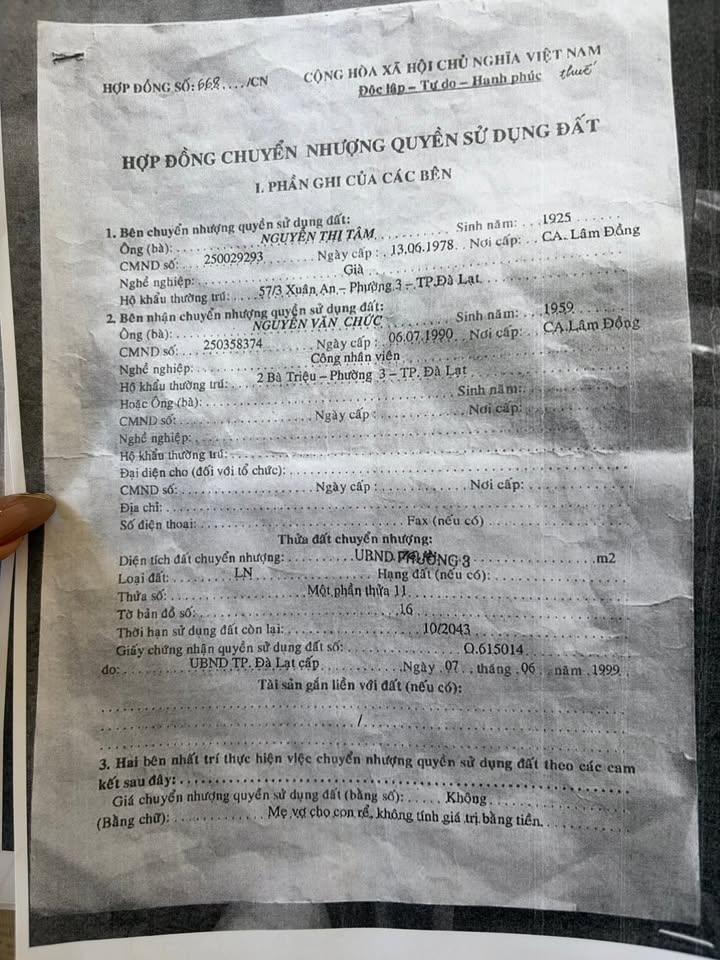 HỢP ĐỒNG SỐ: 668..../CN
CỘNG HÒA XÃ HỘI CHỦ NGHĨA VIỆT NAM
Độc lập – Tự do – Hạnh phúc
thuế
HỢP ĐỒNG CHUYỂN NHƯỢNG QUYỀN SỬ DỤNG ĐẤT
I. PHẦN GHI CỦA CÁC BÊN
1. Bên chuyển nhượng quyền sử dụng đất:
Ông (bà): NGUYỄN THỊ TÂM Sinh năm: 1925
CMND số: 250029293 Ngày cấp : 13.06.1978 Nơi cấp: CA. Lâm Đồng
Nghề nghiệp: Già
Hộ khẩu thường trú: 57/3 Xuân An – Phường 3 – TP.Đà Lạt
2. Bên nhận chuyển nhượng quyền sử dụng đất:
Ông (bà): NGUYỄN VĂN CHỨC Sinh năm: 1959
CMND số: 250358374 Ngày cấp : 06.07.1990 Nơi cấp: CA.Lâm Đồng
Nghề nghiệp: Công nhân viên
Hộ khẩu thường trú: 2 Bà Triệu – Phường 3 – TP. Đà Lạt
Hoặc Ông (bà): Sinh năm:
CMND số: Ngày cấp : Nơi cấp:
Nghề nghiệp:
Hộ khẩu thường trú:
Đại diện cho (đối với tổ chức):
CMND số: Ngày cấp : Nơi cấp:
Địa chỉ:
Số điện thoại: Fax (nếu có)
Thửa đất chuyển nhượng:
Diện tích đất chuyển nhượng: UBND PHƯỜNG 3 m2
Loại đất: LN Hạng đất (nếu có):
Thửa số: Một phần thửa 11
Tờ bản đồ số: 16
Thời hạn sử dụng đất còn lại: 10/2043
Giấy chứng nhận quyền sử dụng đất số: O.615014
do: UBND TP. Đà Lạt cấp Ngày 07 tháng 06 năm 1999
Tài sản gắn liền với đất (nếu có):
/
3. Hai bên nhất trí thực hiện việc chuyển nhượng quyền sử dụng đất theo các cam
kết sau đây:
Giá chuyển nhượng quyền sử dụng đất (bằng số): Không
(Bằng chữ): Mẹ vợ cho con rể, không tính giá trị bằng tiền.